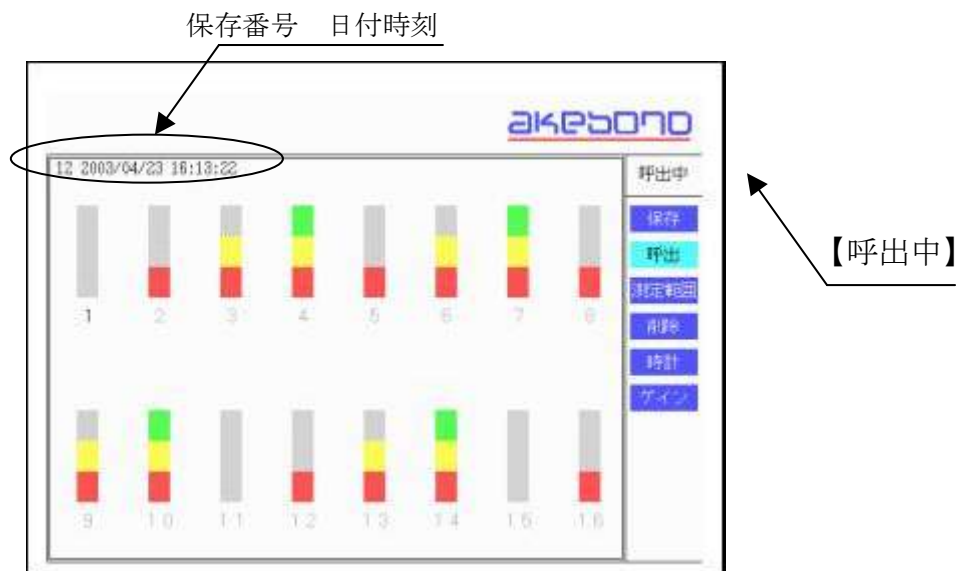 保存番号　日付時刻
akebono
12 2003/04/23 16:13:22
呼出中
保存
呼出
測定範囲
削除
時計
ゲイン
【呼出中】
1 2 3 4 5 6 7 8
9 10 11 12 13 14 15 16